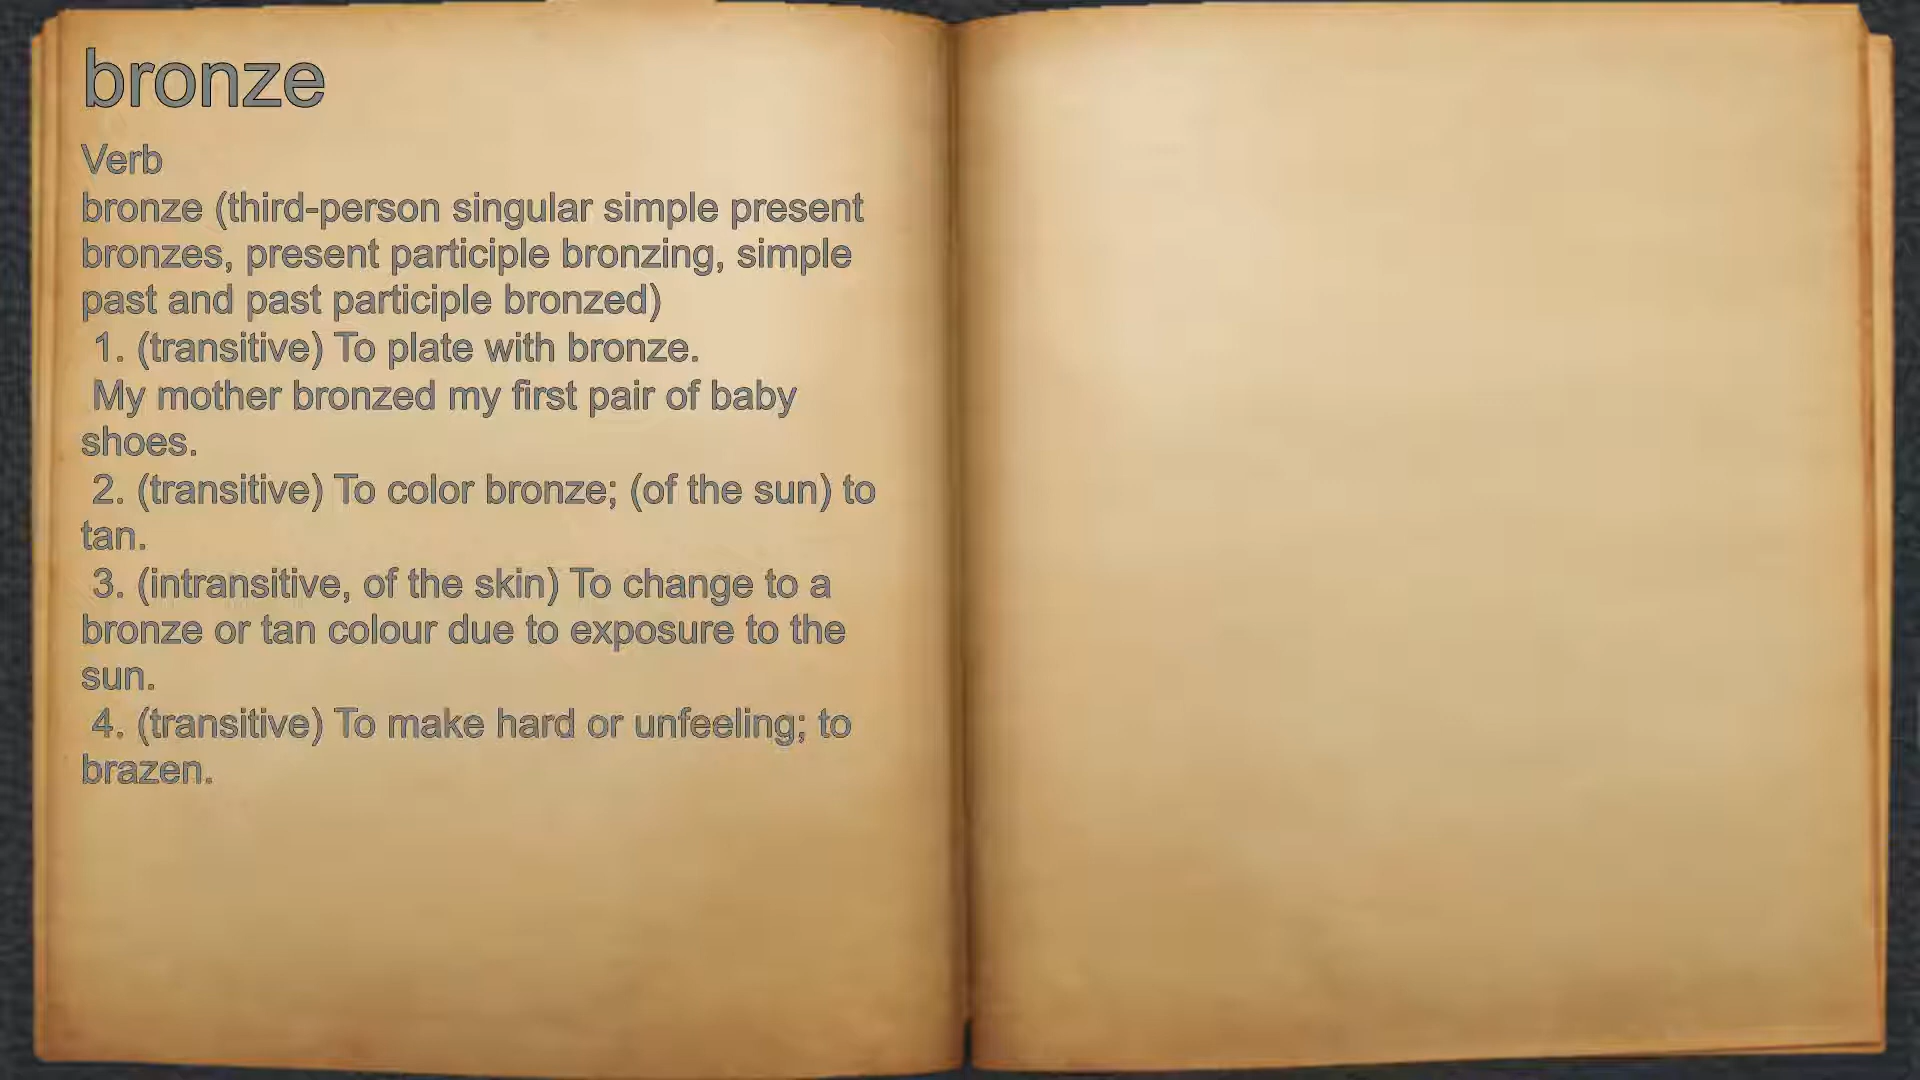 bronze
Verb
bronze (third-person singular simple present
bronzes, present participle bronzing, simple
past and past participle bronzed)
1. (transitive) To plate with bronze.
My mother bronzed my first pair of baby
shoes.
2. (transitive) To color bronze; (of the sun) to
tan.
3. (intransitive, of the skin) To change to a
bronze or tan colour due to exposure to the
sun.
4. (transitive) To make hard or unfeeling; to
brazen.